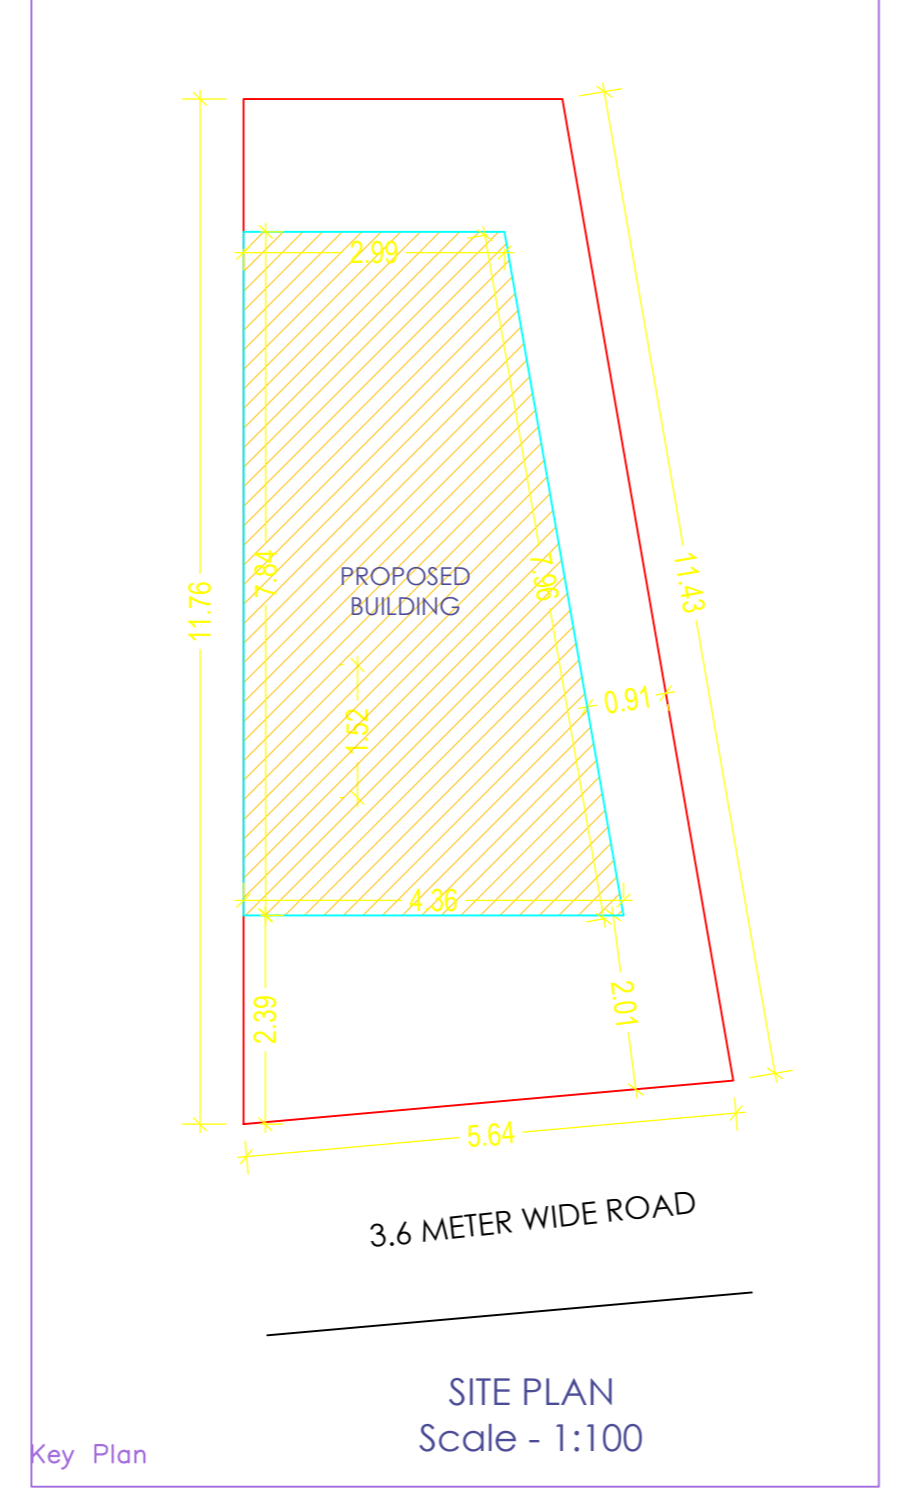 2.99
11.76
7.84
PROPOSED
BUILDING
7.96
11.43
0.91
1.52
4.36
2.39
2.01
5.64
3.6 METER WIDE ROAD
SITE PLAN
Scale - 1:100
Key Plan